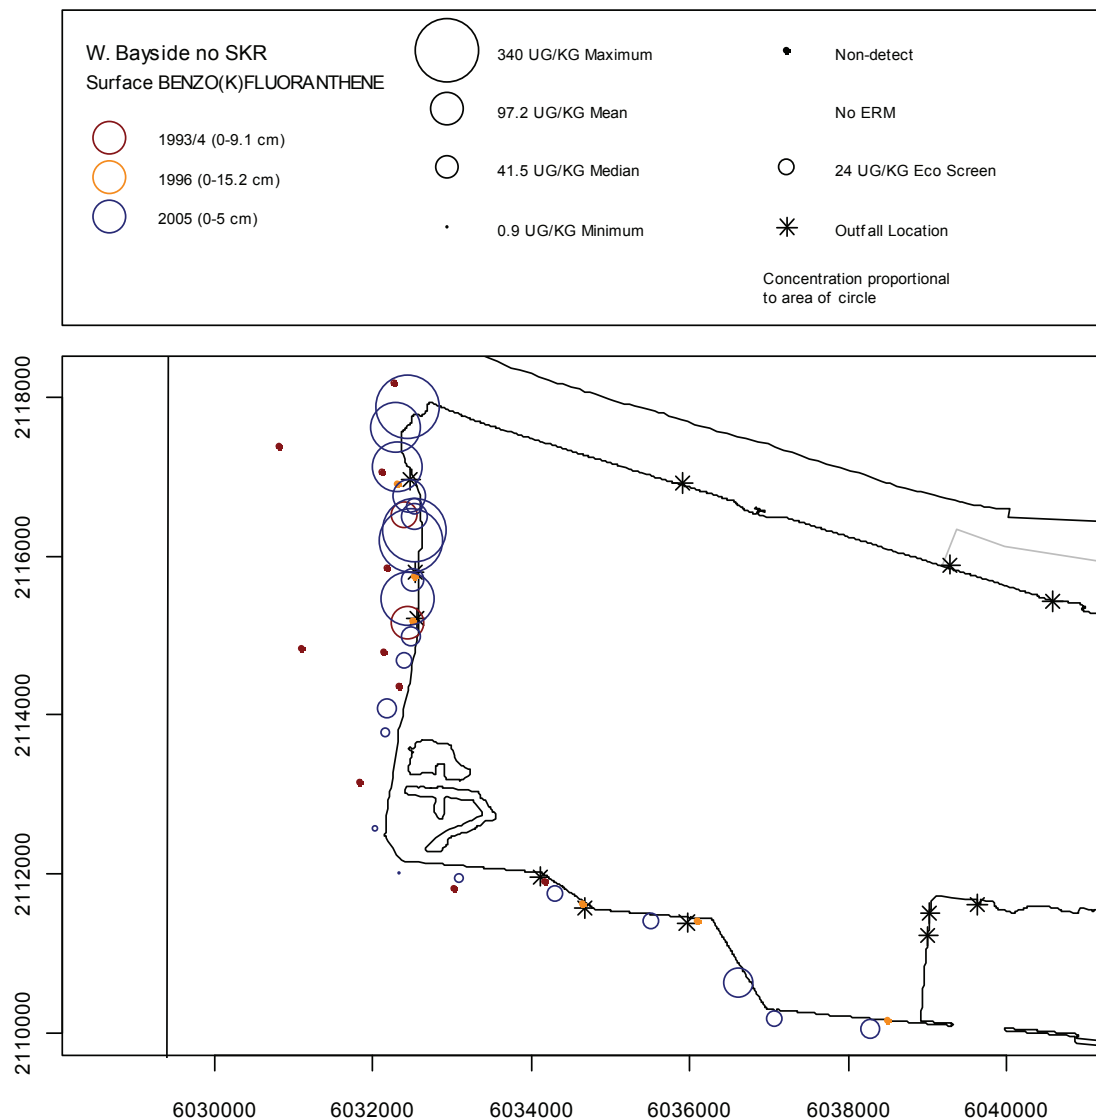 W. Bayside no SKR
Surface BENZO(K)FLUORANTHENE
1993/4 (0-9.1 cm)
1996 (0-15.2 cm)
2005 (0-5 cm)
340 UG/KG Maximum
97.2 UG/KG Mean
41.5 UG/KG Median
0.9 UG/KG Minimum
Non-detect
No ERM
24 UG/KG Eco Screen
Outfall Location
Concentration proportional
to area of circle
2118000
2116000
2114000
2112000
2110000
6030000 6032000 6034000 6036000 6038000 6040000